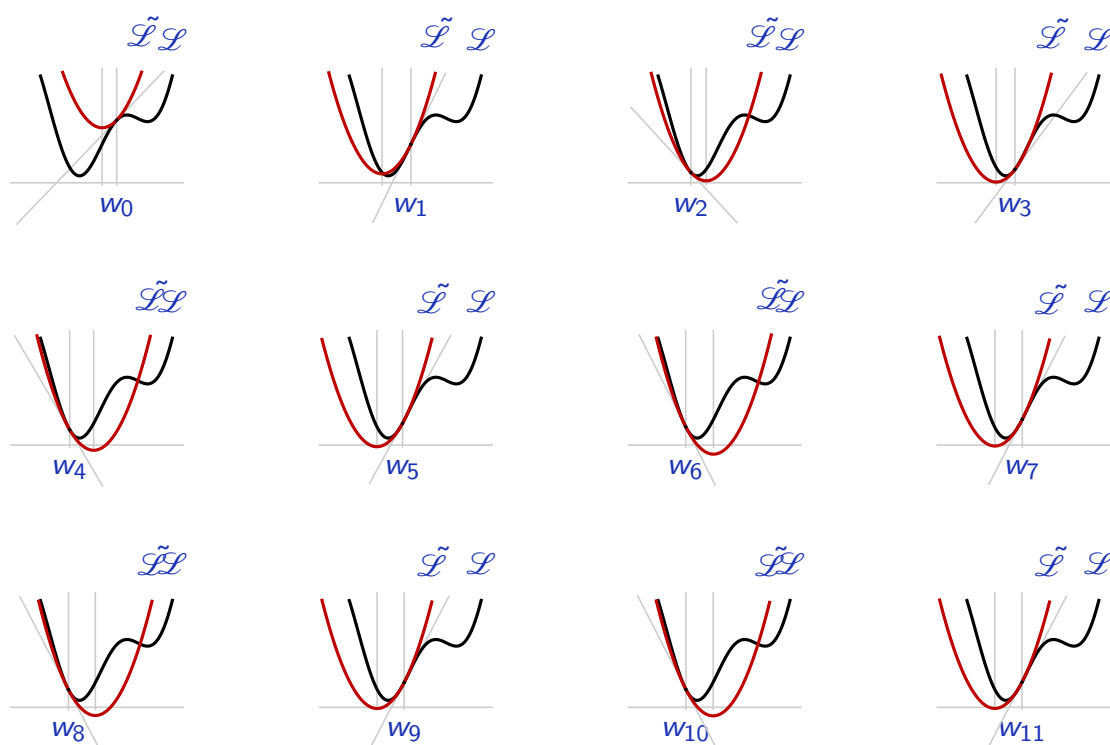 ℒ̃ ℒ ℒ̃ ℒ ℒ̃ ℒ ℒ̃ ℒ
w₀ w₁ w₂ w₃
ℒ̃ ℒ ℒ̃ ℒ ℒ̃ ℒ ℒ̃ ℒ
w₄ w₅ w₆ w₇
ℒ̃ ℒ ℒ̃ ℒ ℒ̃ ℒ ℒ̃ ℒ
w₈ w₉ w₁₀ w₁₁